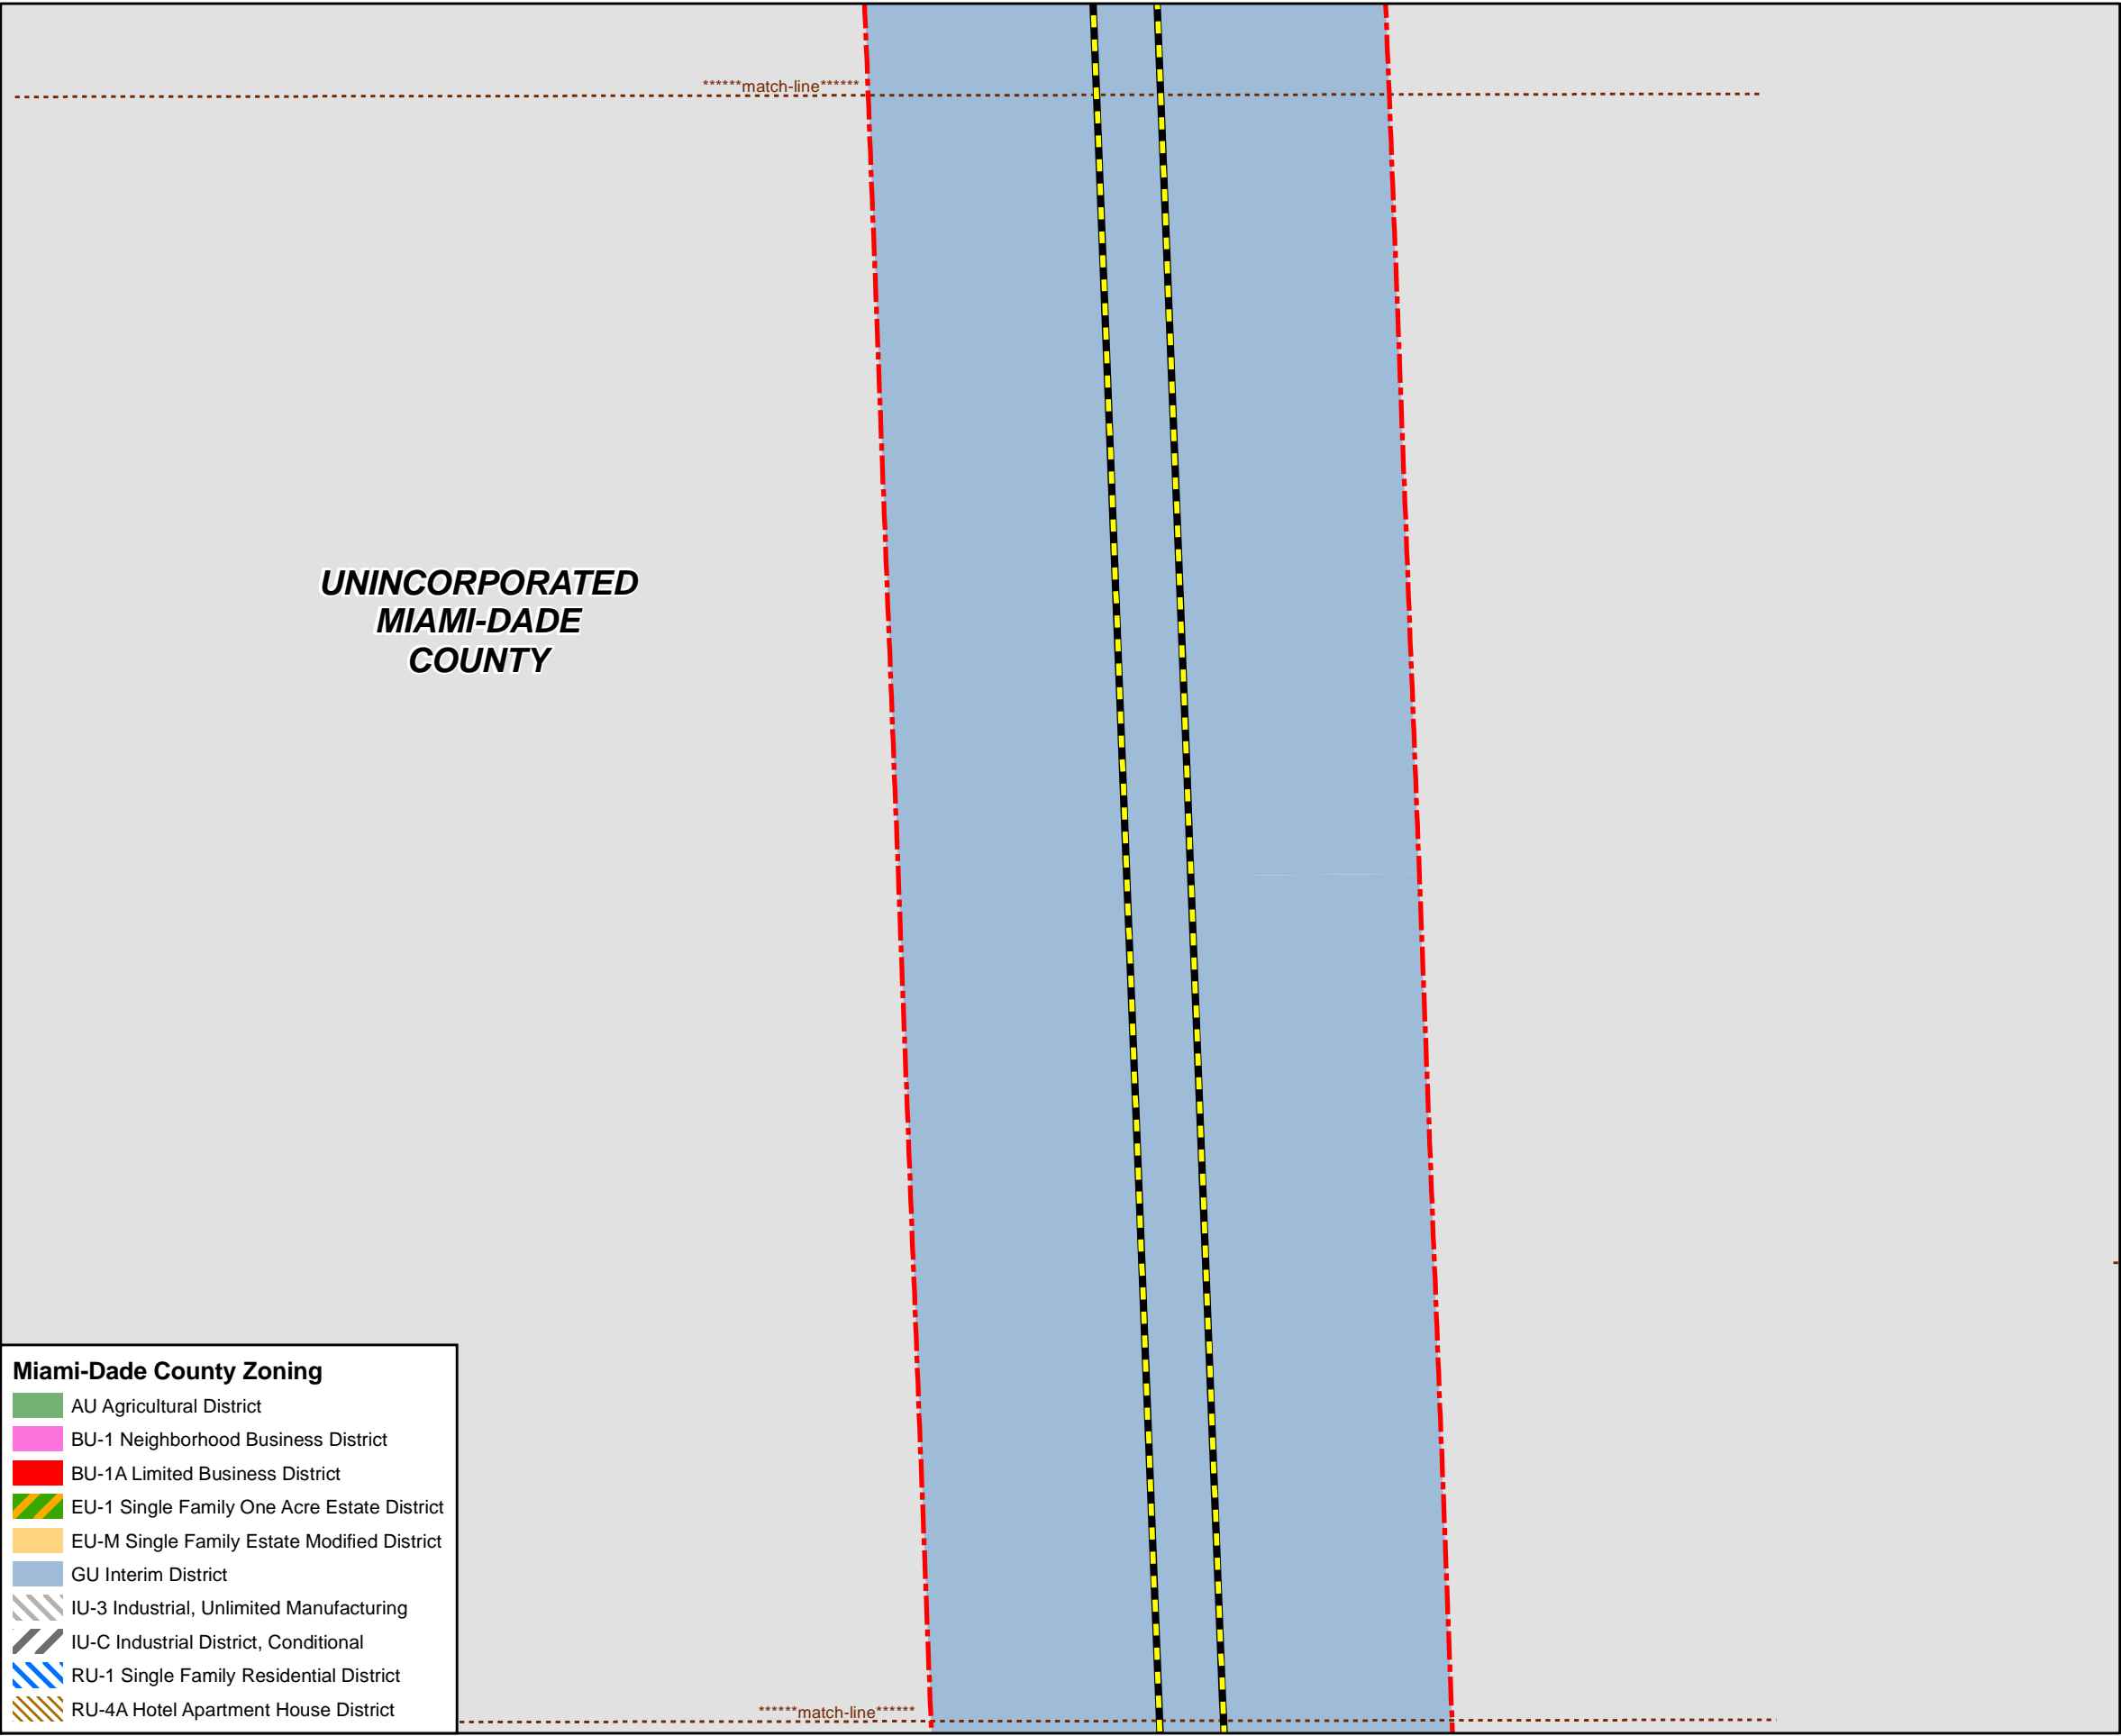 ******match-line******
UNINCORPORATED
MIAMI-DADE
COUNTY
Miami-Dade County Zoning
AU Agricultural District
BU-1 Neighborhood Business District
BU-1A Limited Business District
EU-1 Single Family One Acre Estate District
EU-M Single Family Estate Modified District
GU Interim District
IU-3 Industrial, Unlimited Manufacturing
IU-C Industrial District, Conditional
RU-1 Single Family Residential District
RU-4A Hotel Apartment House District
******match-line******